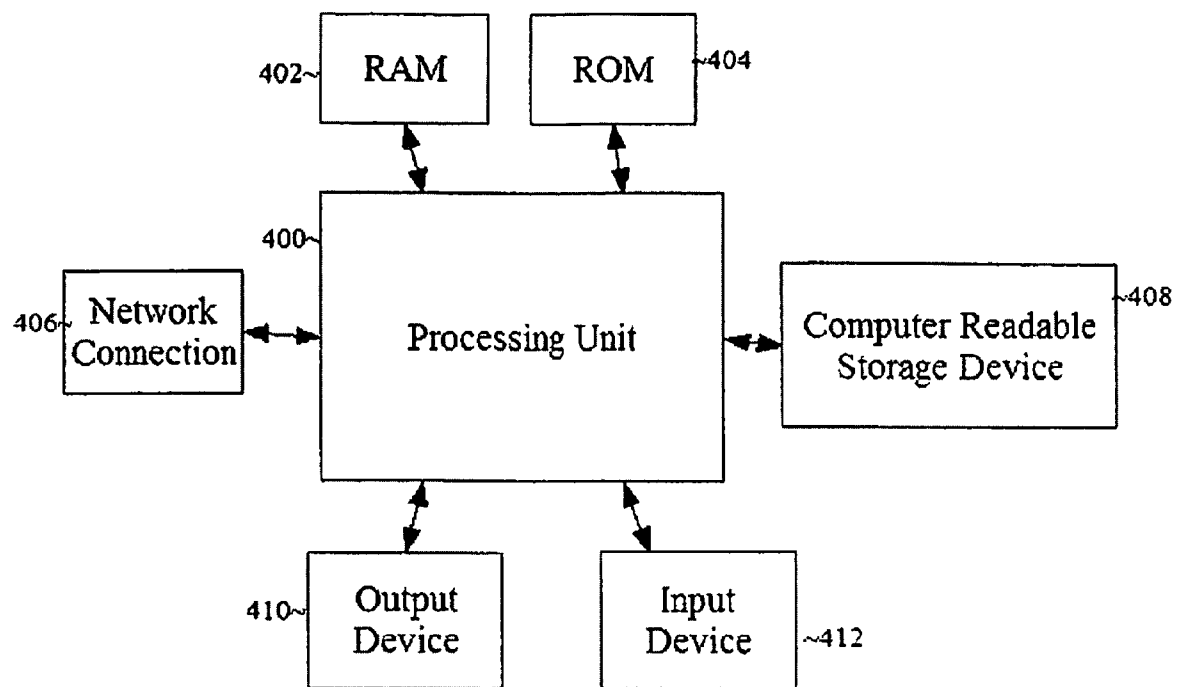 402~ RAM
ROM ~404
400~
406~ Network
Connection
Processing Unit
Computer Readable
Storage Device
~408
410~ Output
Device
Input
Device ~412